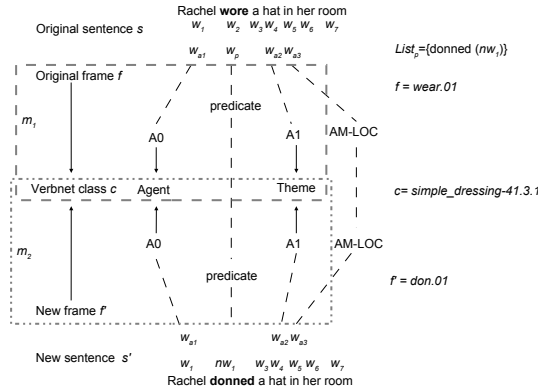 Rachel wore a hat in her room
Original sentence s w1 w2 w3 w4 w5 w6 w7
wa1 wp wa2 wa3 Listp={donned (nw1)}
Original frame f f = wear.01
predicate
m1
A0 A1 AM-LOC
Verbnet class c Agent Theme c= simple_dressing-41.3.1
A0 A1 AM-LOC
m2
predicate f' = don.01
New frame f'
wa1 wa2 wa3
New sentence s' w1 nw1 w3 w4 w5 w6 w7
Rachel donned a hat in her room